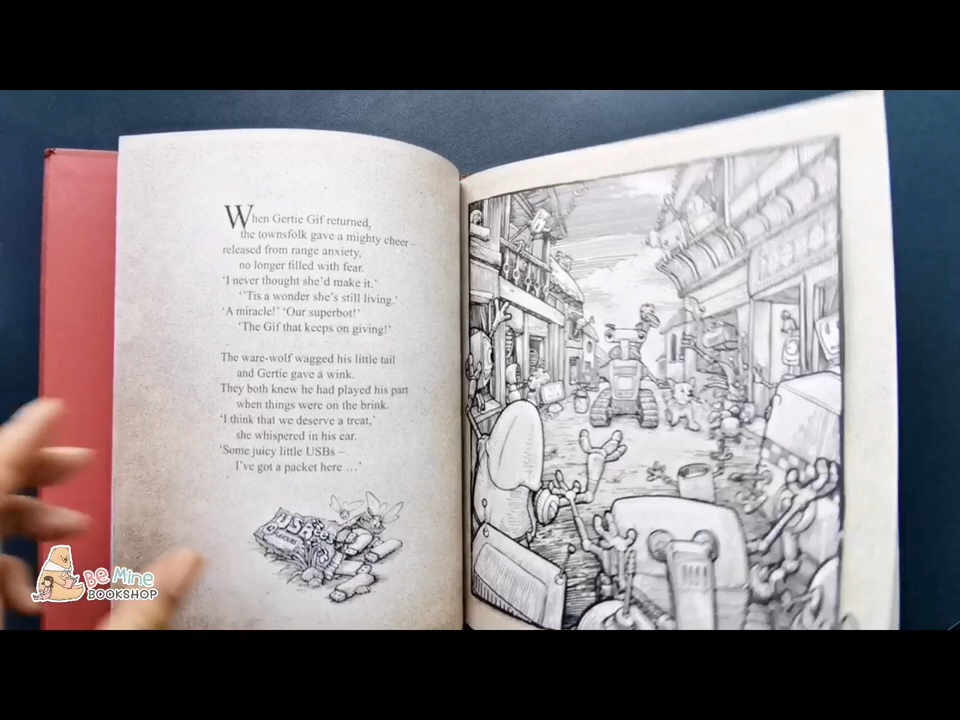 When Gertie Gif returned,
the townsfolk gave a mighty cheer –
released from range anxiety,
no longer filled with fear.
‘I never thought she’d make it.’
‘’Tis a wonder she’s still living.’
‘A miracle!’ ‘Our superbot!’
‘The Gif that keeps on giving!’
The ware-wolf wagged his little tail
and Gertie gave a wink.
They both knew he had played his part
when things were on the brink.
‘I think that we deserve a treat,’
she whispered in his ear.
‘Some juicy little USBs –
I’ve got a packet here …’
Be Mine
BOOKSHOP